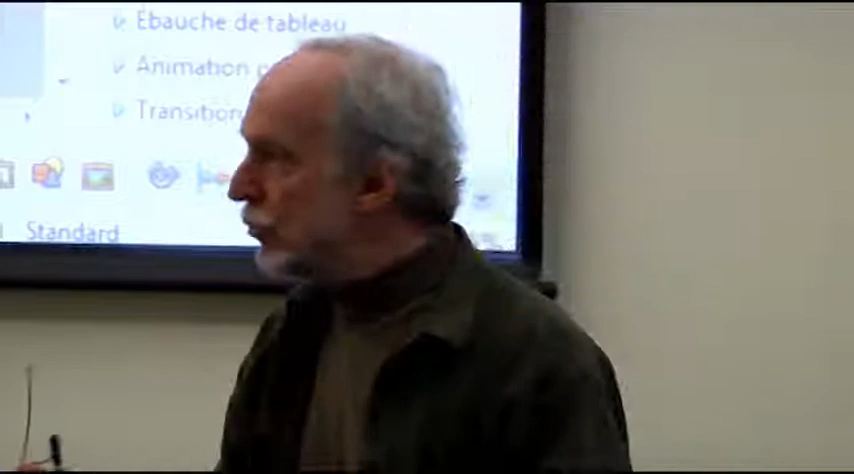 Ébauche de tableau
Animation
Transition
Standard